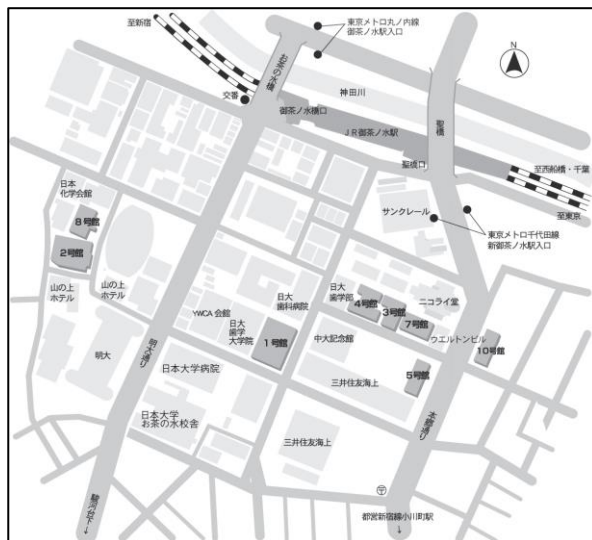 至新宿
東京メトロ丸ノ内線
御茶ノ水駅入口
N
お茶の水橋
神田川
交番
御茶ノ水橋口
JR御茶ノ水駅
聖橋
聖橋口
至西船橋・千葉
至東京
日本
化学会館
サンクレール
東京メトロ千代田線
新御茶ノ水駅入口
8号館
2号館
山の上
ホテル
山の上
ホテル
日大
歯科病院
日大
歯学部
ニコライ堂
4号館
3号館
7号館
YWCA会館
日大
歯学
大学院
1号館
中大記念館
ウエルトンビル
10号館
明大
明大通り
日本大学病院
三井住友海上
5号館
日本大学
お茶の水校舎
三井住友海上
本郷通り
駿河台下
↓
〒
都営新宿線小川町駅
↓